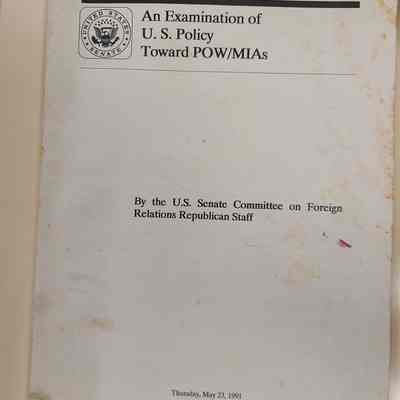 UNITED STATES SENATE
An Examination of
U. S. Policy
Toward POW/MIAs
By the U.S. Senate Committee on Foreign
Relations Republican Staff
Thursday, May 23, 1991